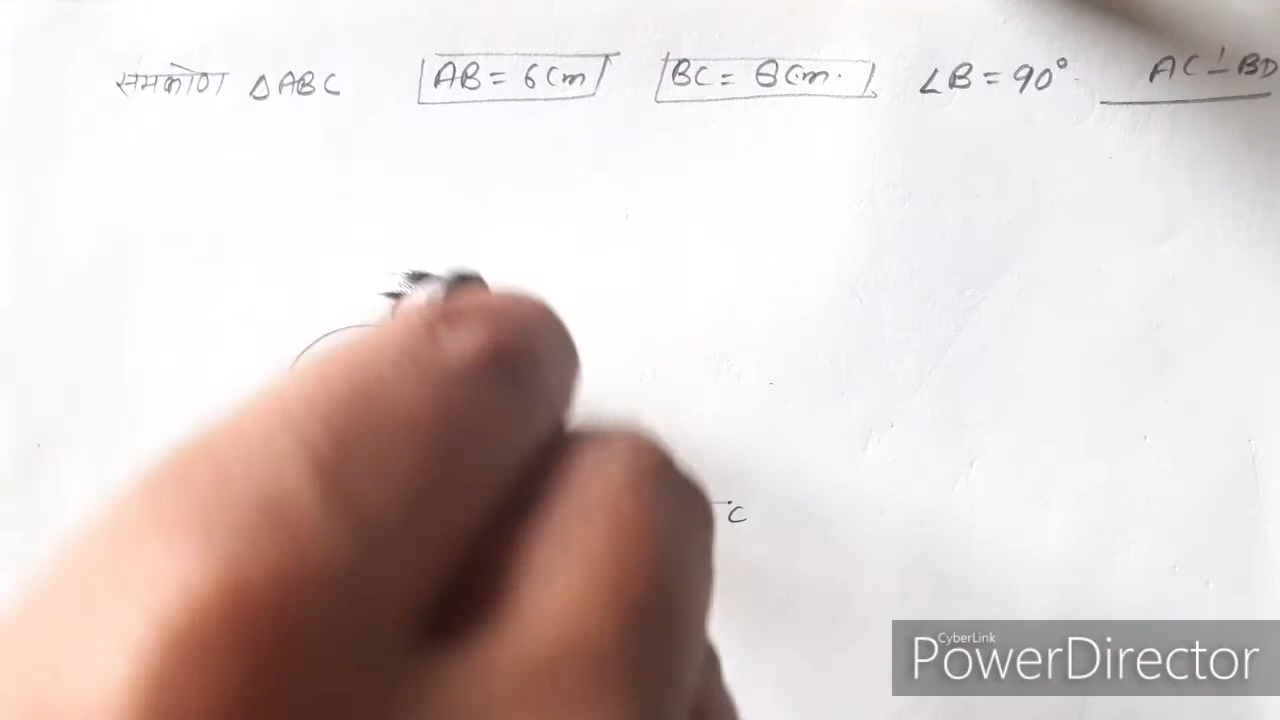 समकोण △ABC AB = 6 Cm BC = 8 Cm. ∠B = 90° AC ⊥ BD
C
CyberLink
PowerDirector